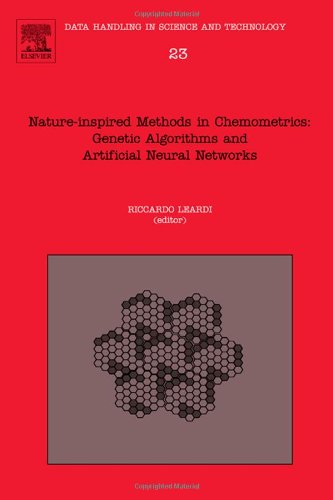 DATA HANDLING IN SCIENCE AND TECHNOLOGY
23
ELSEVIER
Nature-inspired Methods in Chemometrics:
Genetic Algorithms and
Artificial Neural Networks
RICCARDO LEARDI
(editor)